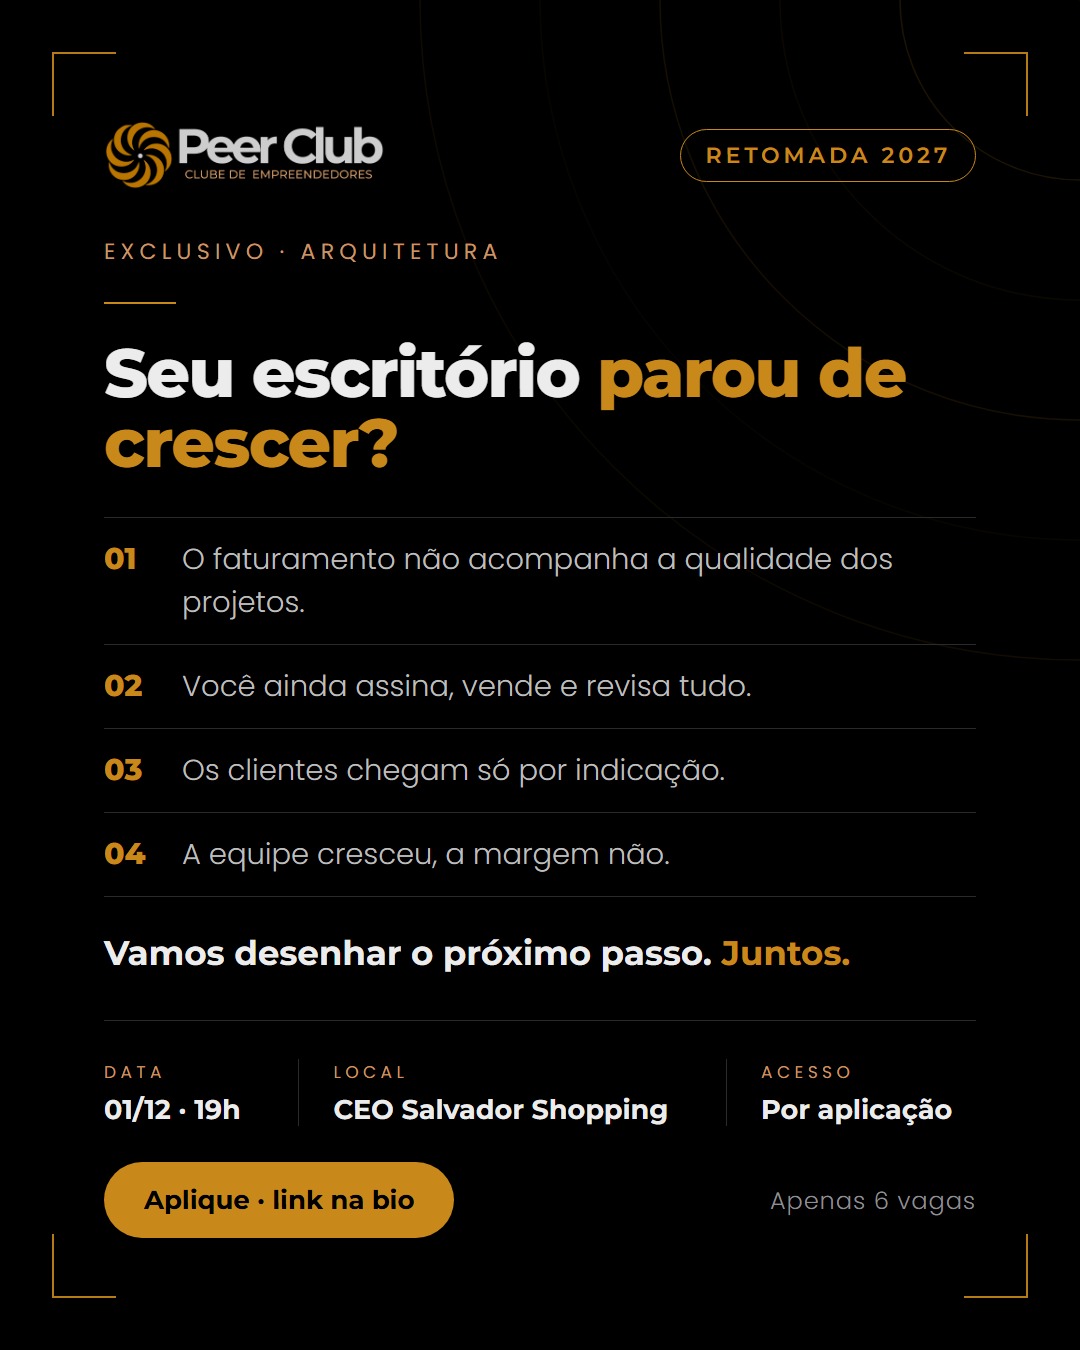 Peer Club
CLUBE DE EMPREENDEDORES
RETOMADA 2027
EXCLUSIVO · ARQUITETURA
Seu escritório parou de
crescer?
01 O faturamento não acompanha a qualidade dos
projetos.
02 Você ainda assina, vende e revisa tudo.
03 Os clientes chegam só por indicação.
04 A equipe cresceu, a margem não.
Vamos desenhar o próximo passo. Juntos.
DATA
01/12 · 19h
LOCAL
CEO Salvador Shopping
ACESSO
Por aplicação
Aplique · link na bio
Apenas 6 vagas